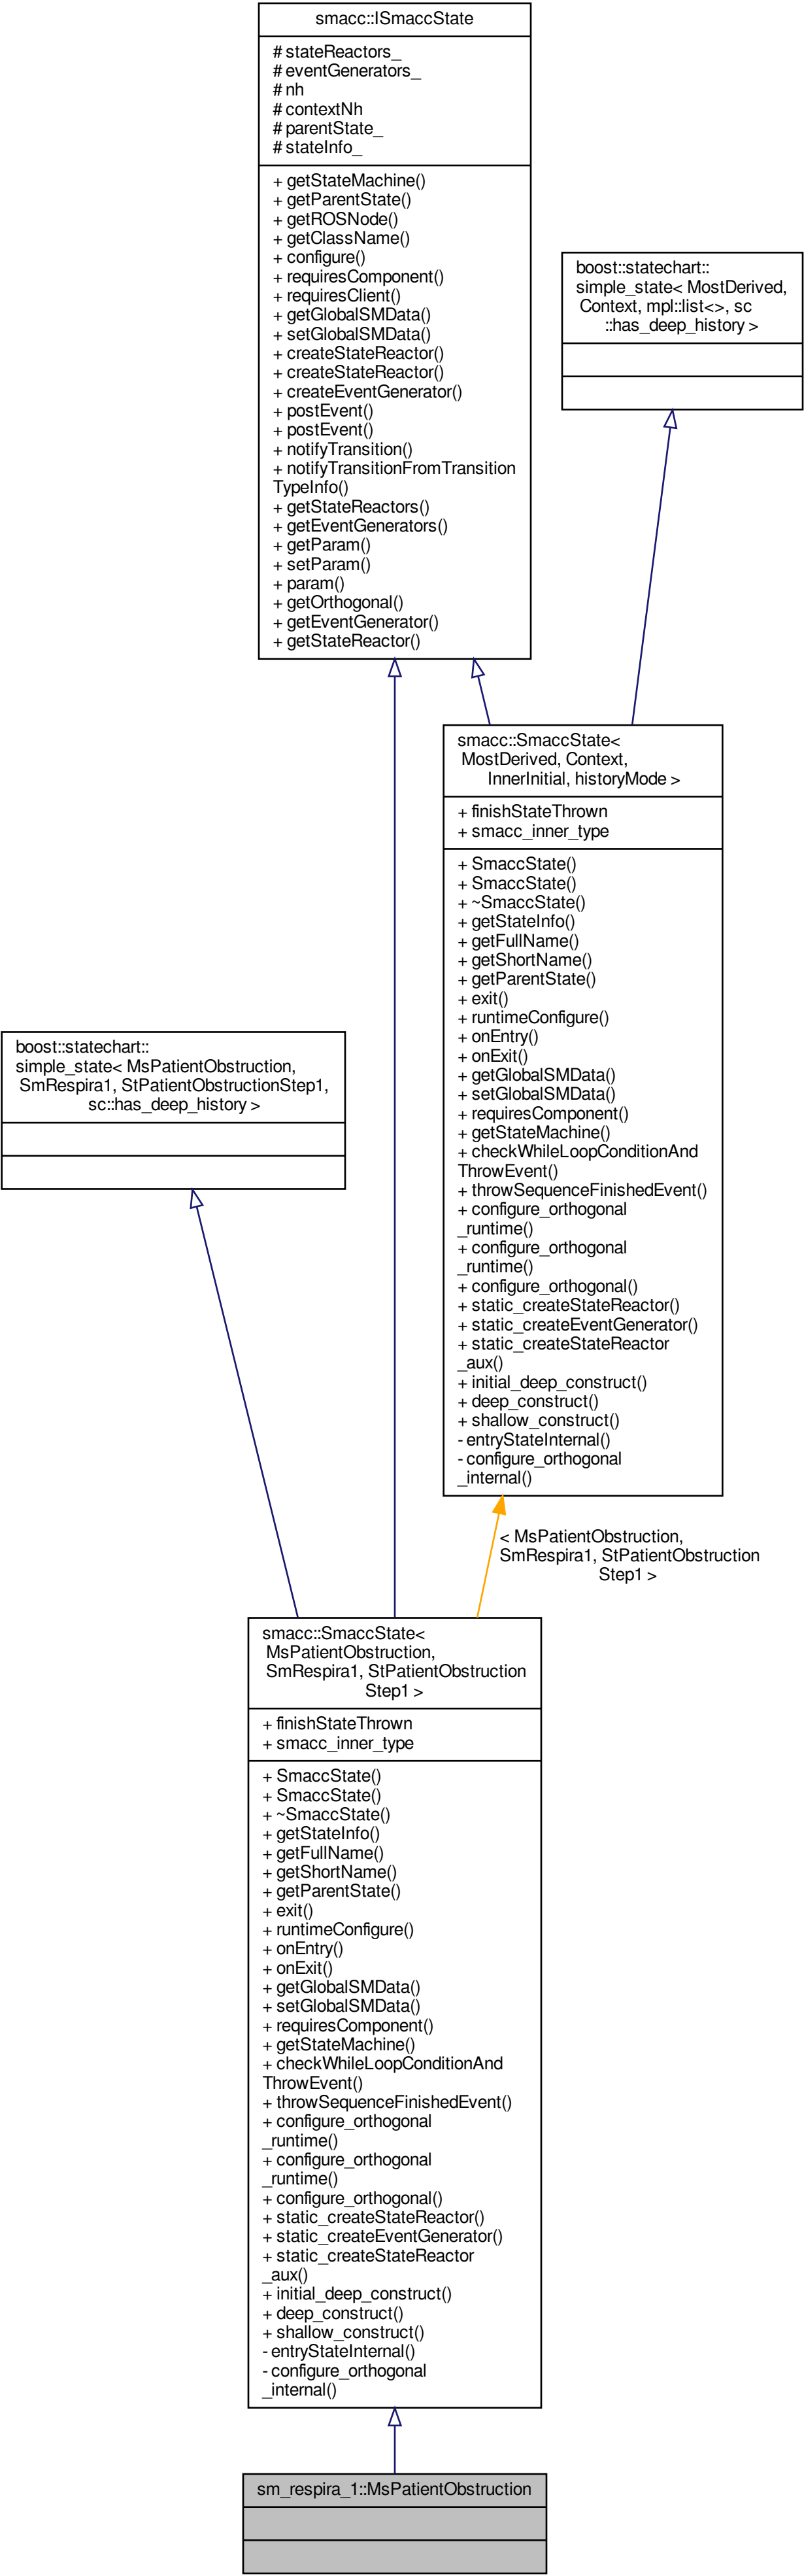 smacc::ISmaccState
# stateReactors_
# eventGenerators_
# nh
# contextNh
# parentState_
# stateInfo_
+ getStateMachine()
+ getParentState()
+ getROSNode()
+ getClassName()
+ configure()
+ requiresComponent()
+ requiresClient()
+ getGlobalSMData()
+ setGlobalSMData()
+ createStateReactor()
+ createStateReactor()
+ createEventGenerator()
+ postEvent()
+ postEvent()
+ notifyTransition()
+ notifyTransitionFromTransition
TypeInfo()
+ getStateReactors()
+ getEventGenerators()
+ getParam()
+ setParam()
+ param()
+ getOrthogonal()
+ getEventGenerator()
+ getStateReactor()
boost::statechart::
simple_state< MostDerived,
Context, mpl::list<>, sc
::has_deep_history >
smacc::SmaccState<
MostDerived, Context,
InnerInitial, historyMode >
+ finishStateThrown
+ smacc_inner_type
+ SmaccState()
+ SmaccState()
+ ~SmaccState()
+ getStateInfo()
+ getFullName()
+ getShortName()
+ getParentState()
+ exit()
+ runtimeConfigure()
+ onEntry()
+ onExit()
+ getGlobalSMData()
+ setGlobalSMData()
+ requiresComponent()
+ getStateMachine()
+ checkWhileLoopConditionAnd
ThrowEvent()
+ throwSequenceFinishedEvent()
+ configure_orthogonal
_runtime()
+ configure_orthogonal
_runtime()
+ configure_orthogonal()
+ static_createStateReactor()
+ static_createEventGenerator()
+ static_createStateReactor
_aux()
+ initial_deep_construct()
+ deep_construct()
+ shallow_construct()
- entryStateInternal()
- configure_orthogonal
_internal()
boost::statechart::
simple_state< MsPatientObstruction,
SmRespira1, StPatientObstructionStep1,
sc::has_deep_history >
< MsPatientObstruction,
SmRespira1, StPatientObstruction
Step1 >
smacc::SmaccState<
MsPatientObstruction,
SmRespira1, StPatientObstruction
Step1 >
+ finishStateThrown
+ smacc_inner_type
+ SmaccState()
+ SmaccState()
+ ~SmaccState()
+ getStateInfo()
+ getFullName()
+ getShortName()
+ getParentState()
+ exit()
+ runtimeConfigure()
+ onEntry()
+ onExit()
+ getGlobalSMData()
+ setGlobalSMData()
+ requiresComponent()
+ getStateMachine()
+ checkWhileLoopConditionAnd
ThrowEvent()
+ throwSequenceFinishedEvent()
+ configure_orthogonal
_runtime()
+ configure_orthogonal
_runtime()
+ configure_orthogonal()
+ static_createStateReactor()
+ static_createEventGenerator()
+ static_createStateReactor
_aux()
+ initial_deep_construct()
+ deep_construct()
+ shallow_construct()
- entryStateInternal()
- configure_orthogonal
_internal()
sm_respira_1::MsPatientObstruction